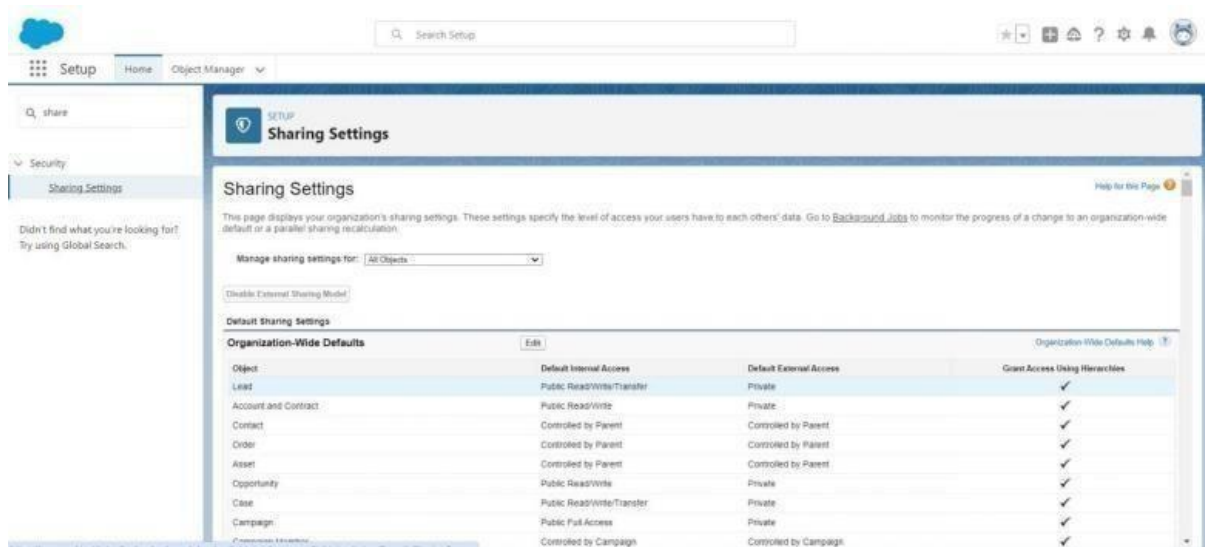 Search Setup
Setup Home Object Manager
share
SETUP
Sharing Settings
Security
Sharing Settings
Didn't find what you're looking for?
Try using Global Search.
Sharing Settings
Help for this Page
This page displays your organization's sharing settings. These settings specify the level of access your users have to each others' data. Go to Background Jobs to monitor the progress of a change to an organization-wide
default or a parallel sharing recalculation.
Manage sharing settings for: All Objects
Disable External Sharing Model
Default Sharing Settings
Organization-Wide Defaults Edit Organization-Wide Defaults Help ?
Object Default Internal Access Default External Access Grant Access Using Hierarchies
Lead Public Read/Write/Transfer Private ✓
Account and Contract Public Read/Write Private ✓
Contact Controlled by Parent Controlled by Parent ✓
Order Controlled by Parent Controlled by Parent ✓
Asset Controlled by Parent Controlled by Parent ✓
Opportunity Public Read/Write Private ✓
Case Public Read/Write/Transfer Private ✓
Campaign Public Full Access Private ✓
Campaign Member Controlled by Campaign Controlled by Campaign ✓